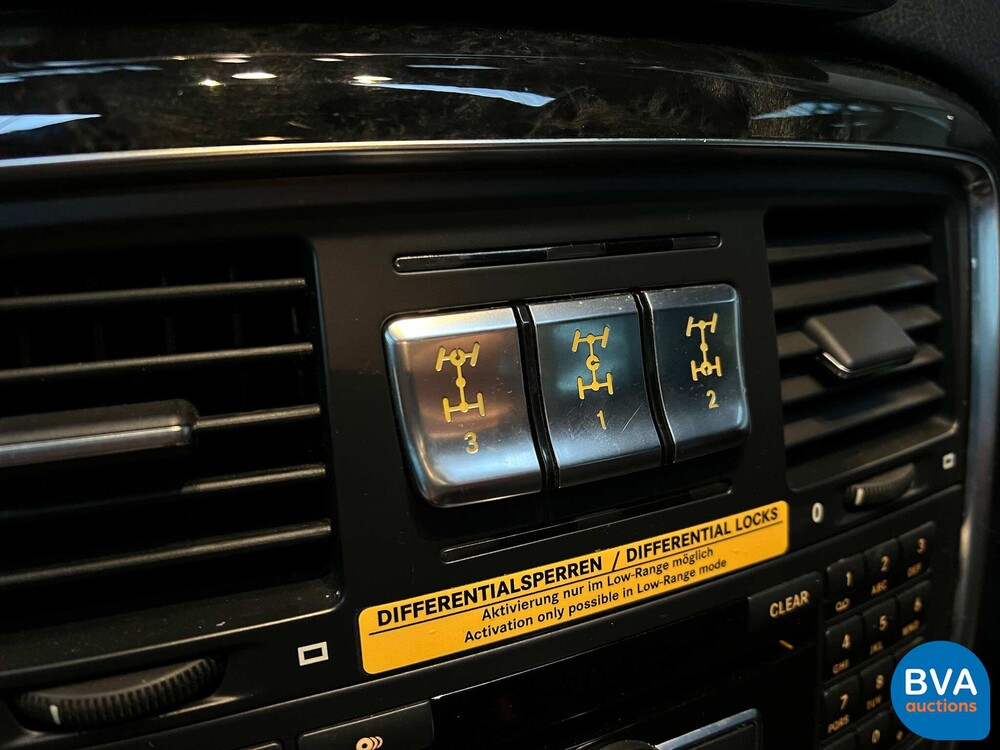 3
1
2
DIFFERENTIALSPERREN / DIFFERENTIAL LOCKS
Aktivierung nur im Low-Range möglich
Activation only possible in Low-Range mode
0
CLEAR
1
2 ABC
3 DEF
4 GHI
5 JKL
6 MNO
7 PQRS
8 TUV
0
BVA
auctions